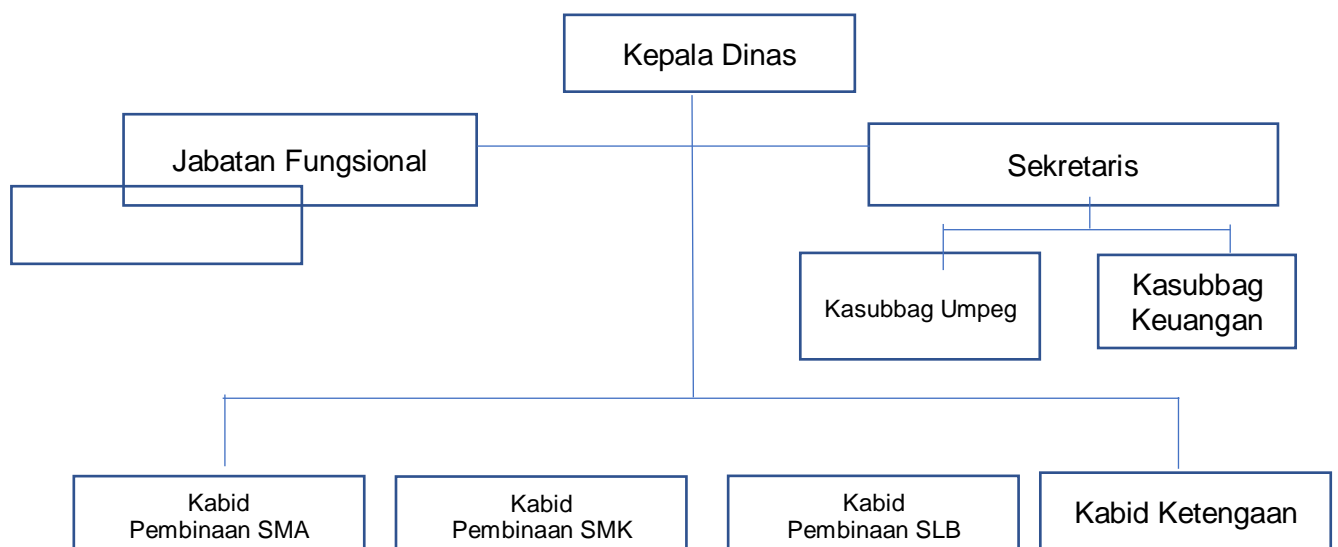 Kepala Dinas
Jabatan Fungsional
Sekretaris
Kasubbag Umpeg
Kasubbag
Keuangan
Kabid
Pembinaan SMA
Kabid
Pembinaan SMK
Kabid
Pembinaan SLB
Kabid Ketengaan